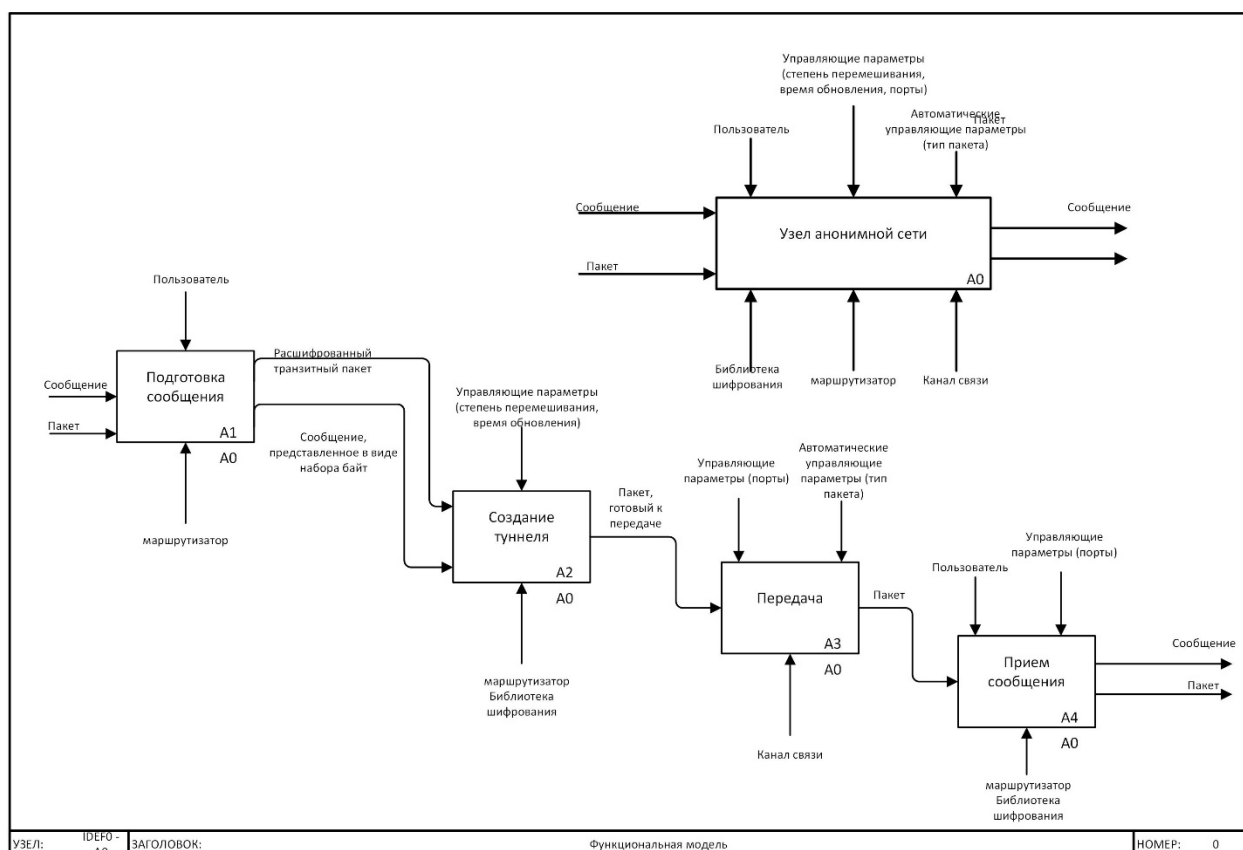 Управляющие параметры
(степень перемешивания,
время обновления, порты)
Пользователь
Автоматические
управляющие параметры
(тип пакета)
Пакет
Сообщение
Пакет
Узел анонимной сети
A0
Сообщение
Библиотека
шифрования
маршрутизатор
Канал связи
Пользователь
Сообщение
Пакет
Подготовка
сообщения
A1
A0
маршрутизатор
Расшифрованный
транзитный пакет
Сообщение,
представленное в виде
набора байт
Управляющие параметры
(степень перемешивания,
время обновления)
Создание
туннеля
A2
A0
маршрутизатор
Библиотека
шифрования
Пакет,
готовый к
передаче
Управляющие
параметры (порты)
Автоматические
управляющие
параметры (тип
пакета)
Передача
A3
A0
Канал связи
Пакет
Пользователь
Управляющие
параметры (порты)
Прием
сообщения
A4
A0
Сообщение
Пакет
маршрутизатор
Библиотека
шифрования
УЗЕЛ:
IDEF0 -
ЗАГОЛОВОК:
Функциональная модель
НОМЕР:
0